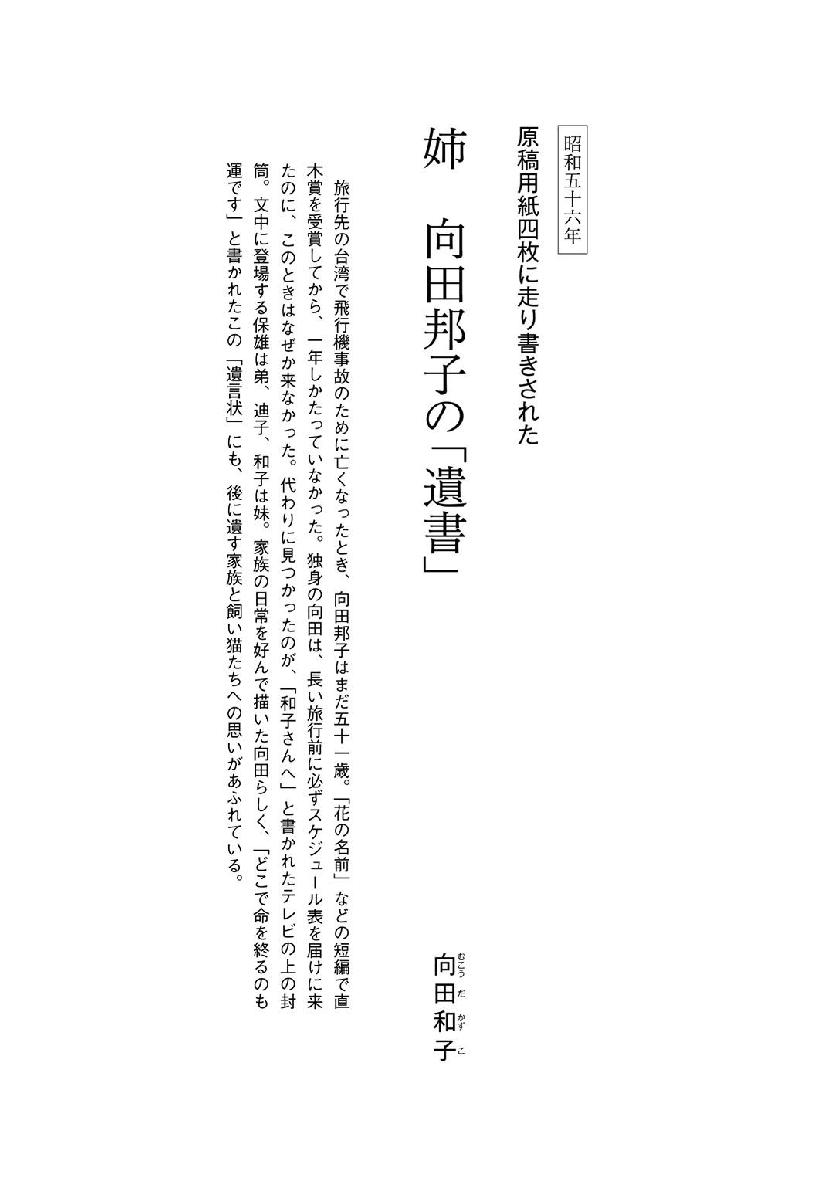 昭和五十六年
原稿用紙四枚に走り書きされた
姉　向田邦子の「遺書」
向田和子
むこうだかずこ
旅行先の台湾で飛行機事故のために亡くなったとき、向田邦子はまだ五十一歳。「花の名前」などの短編で直
木賞を受賞してから、一年しかたっていなかった。独身の向田は、長い旅行前に必ずスケジュール表を届けに来
たのに、このときはなぜか来なかった。代わりに見つかったのが、「和子さんへ」と書かれたテレビの上の封
筒。文中に登場する保雄は弟、迪子、和子は妹。家族の日常を好んで描いた向田らしく、「どこで命を終るのも
運です」と書かれたこの「遺言状」にも、後に遺す家族と飼い猫たちへの思いがあふれている。